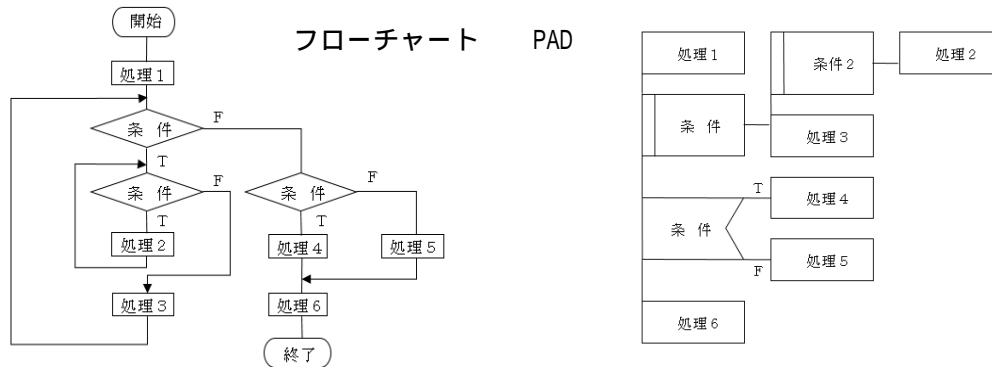 フローチャート PAD
開始
処理1
条件
F
T
条件
F
T
処理2
処理3
条件
F
T
処理4
処理5
処理6
終了
処理1
条件2
処理2
条件
処理3
条件
T
処理4
F
処理5
処理6